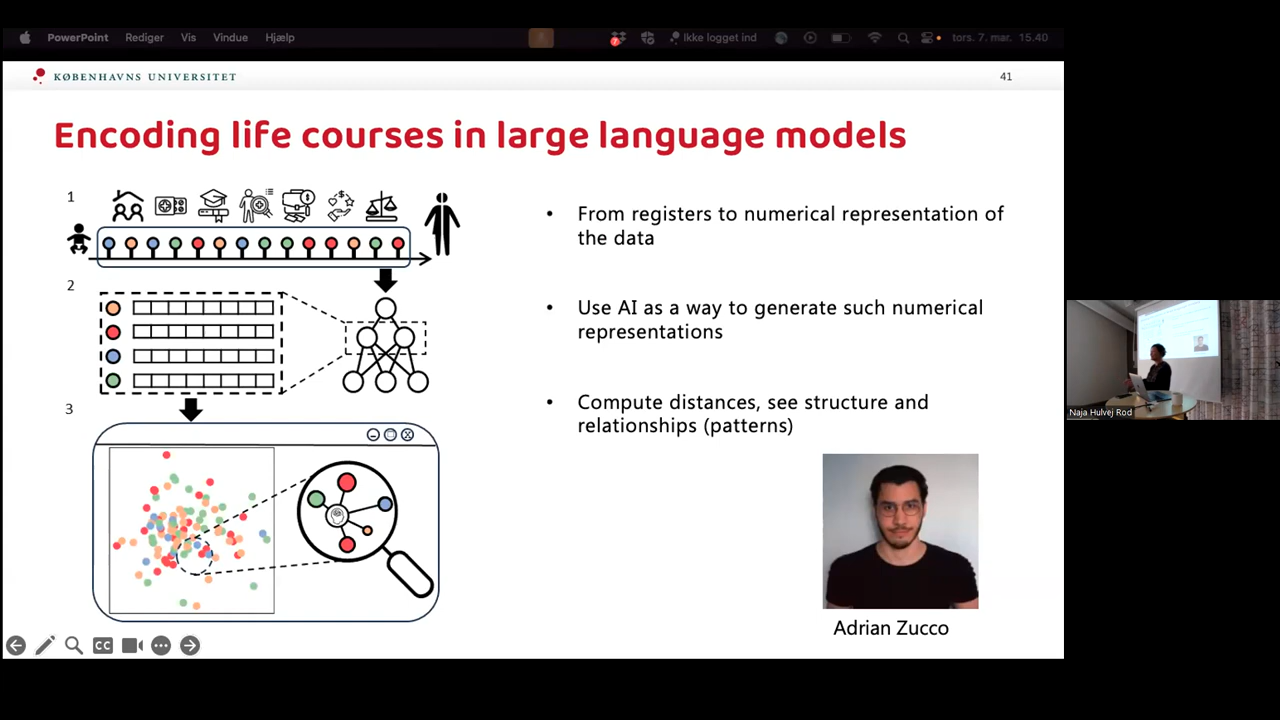 PowerPoint Rediger Vis Vindue Hjælp 7 Ikke logget ind tors. 7. mar. 15.40
KØBENHAVNS UNIVERSITET
41
Encoding life courses in large language models
1
2
3
• From registers to numerical representation of
the data
• Use AI as a way to generate such numerical
representations
• Compute distances, see structure and
relationships (patterns)
Adrian Zucco
CC
Naja Hulvej Rod